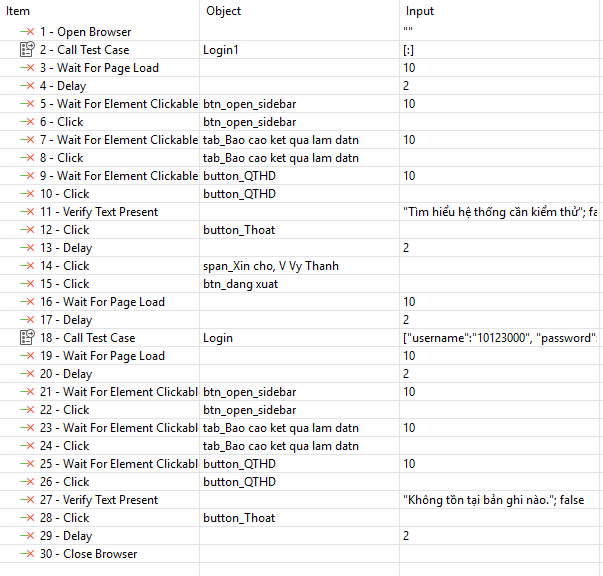 Item Object Input
1 - Open Browser ""
2 - Call Test Case Login1 [:]
3 - Wait For Page Load 10
4 - Delay 2
5 - Wait For Element Clickable btn_open_sidebar 10
6 - Click btn_open_sidebar
7 - Wait For Element Clickable tab_Bao cao ket qua lam datn 10
8 - Click tab_Bao cao ket qua lam datn
9 - Wait For Element Clickable button_QTHD 10
10 - Click button_QTHD
11 - Verify Text Present "Tìm hiểu hệ thống cần kiểm thử"; fa
12 - Click button_Thoat
13 - Delay 2
14 - Click span_Xin cho, V Vy Thanh
15 - Click btn_dang xuat
16 - Wait For Page Load 10
17 - Delay 2
18 - Call Test Case Login ["username":"10123000", "password":
19 - Wait For Page Load 10
20 - Delay 2
21 - Wait For Element Clickabl btn_open_sidebar 10
22 - Click btn_open_sidebar
23 - Wait For Element Clickabl tab_Bao cao ket qua lam datn 10
24 - Click tab_Bao cao ket qua lam datn
25 - Wait For Element Clickabl button_QTHD 10
26 - Click button_QTHD
27 - Verify Text Present "Không tồn tại bản ghi nào."; false
28 - Click button_Thoat
29 - Delay 2
30 - Close Browser